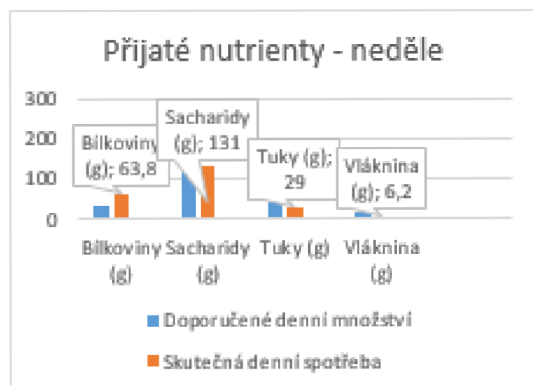 Přijaté nutrienty - neděle
300
200
100
0
Bílkoviny
(g); 63,8
Sacharidy
(g); 131
Tuky (g);
29
Vláknina
(g); 6,2
Bílkoviny
(g)
Sacharidy
(g)
Tuky (g)
Vláknina
(g)
Doporučené denní množství
Skutečná denní spotřeba